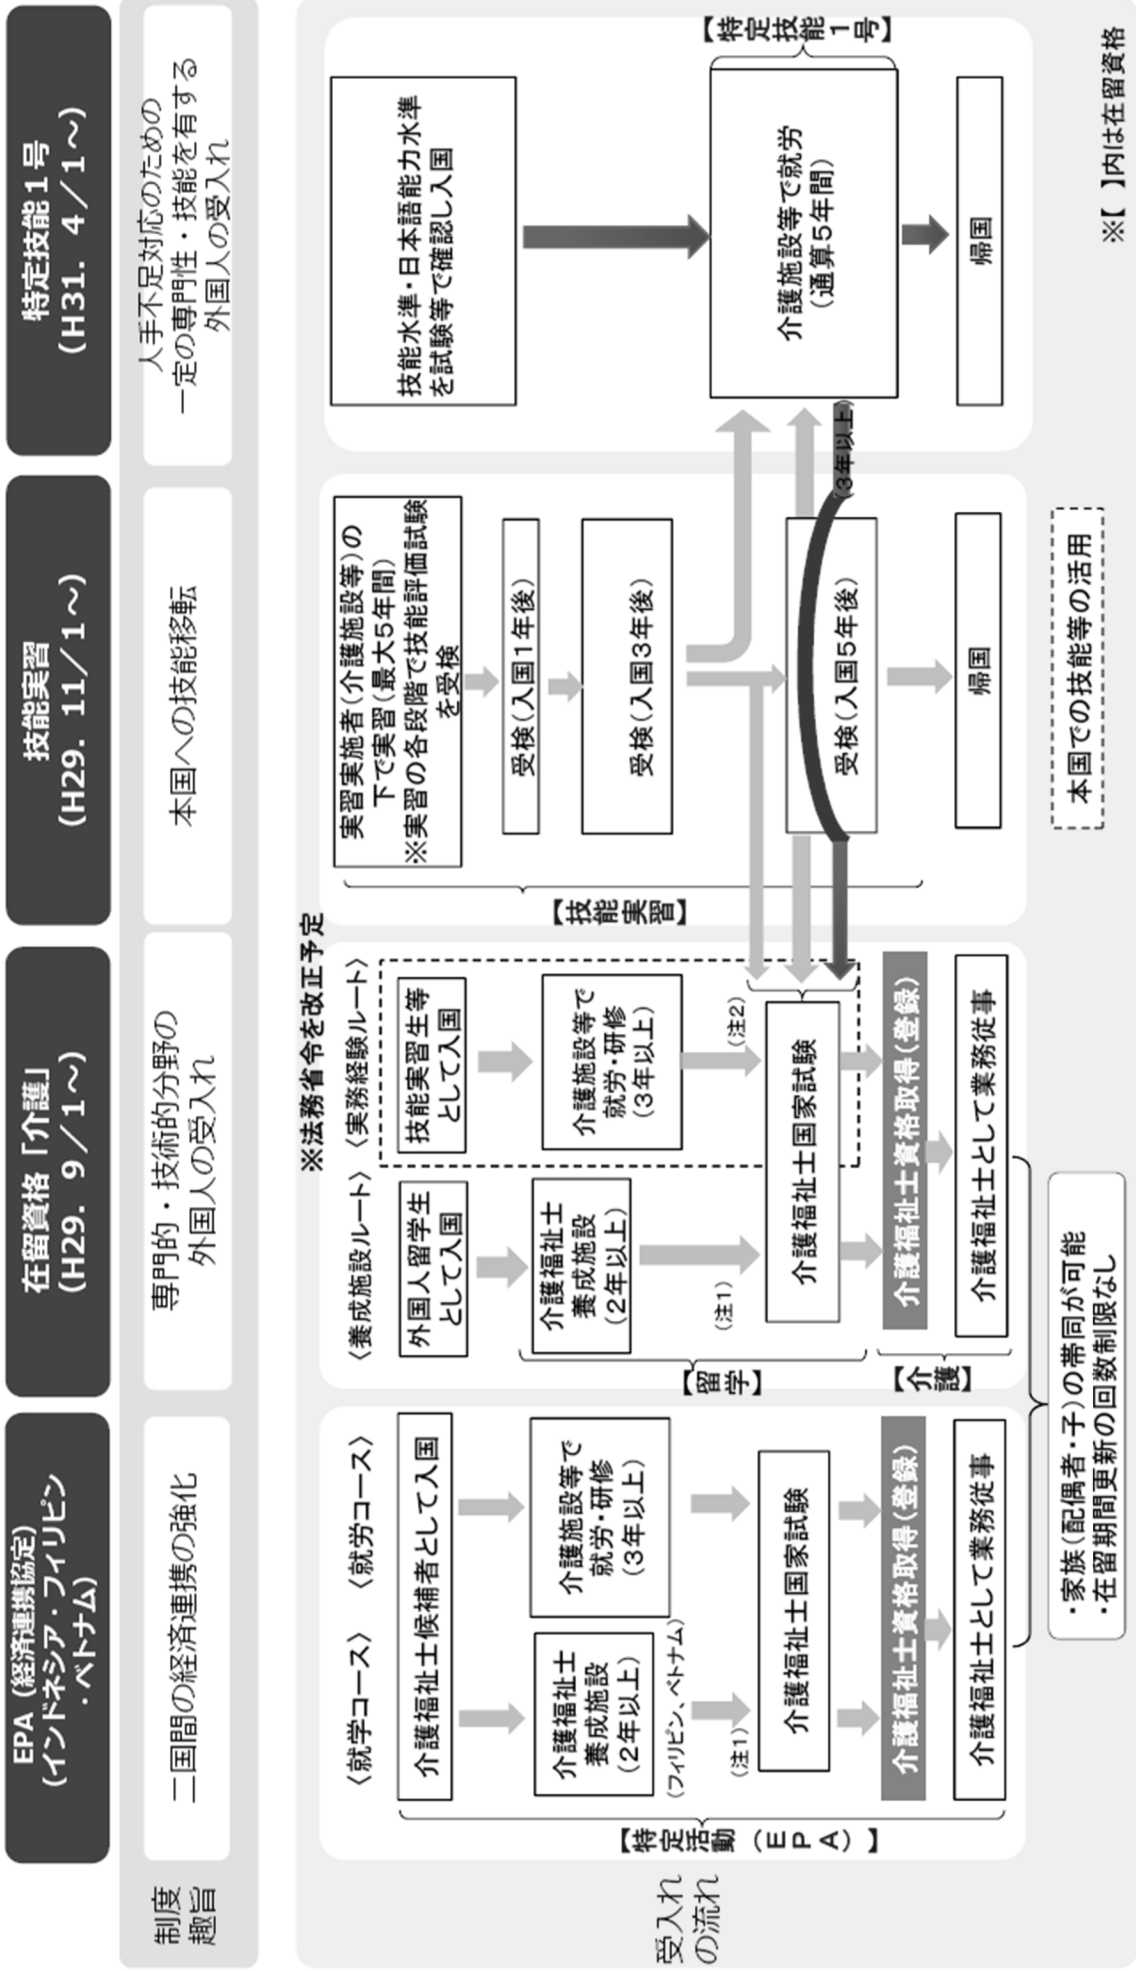 EPA（経済連携協定）
（インドネシア・フィリピン
・ベトナム）
在留資格「介護」
（H29．9／1～）
技能実習
（H29．11／1～）
特定技能１号
（H31．4／1～）
制度
趣旨
二国間の経済連携の強化
専門的・技術的分野の
外国人の受入れ
本国への技能移転
人手不足対応のための
一定の専門性・技能を有する
外国人の受入れ
受入れ
の流れ
〈就学コース〉
〈就労コース〉
介護福祉士候補者として入国
介護福祉士
養成施設
（２年以上）
（フィリピン、ベトナム）
介護施設等で
就労・研修
（３年以上）
（注１）
介護福祉士国家試験
介護福祉士資格取得（登録）
介護福祉士として業務従事
【特定活動（ＥＰＡ）】
※法務省令を改正予定
〈養成施設ルート〉
〈実務経験ルート〉
外国人留学生
として入国
技能実習生等
として入国
介護福祉士
養成施設
（２年以上）
介護施設等で
就労・研修
（３年以上）
（注１）
（注２）
介護福祉士国家試験
介護福祉士資格取得（登録）
介護福祉士として業務従事
【留学】
【介護】
・家族（配偶者・子）の帯同が可能
・在留期間更新の回数制限なし
実習実施者（介護施設等）の
下で実習（最大５年間）
※実習の各段階で技能評価試験
を受検
受検（入国１年後）
受検（入国３年後）
受検（入国５年後）
帰国
【技能実習】
本国での技能等の活用
技能水準・日本語能力水準
を試験等で確認し入国
介護施設等で就労
（通算５年間）
【特定技能１号】
（３年以上）
帰国
※【　】内は在留資格